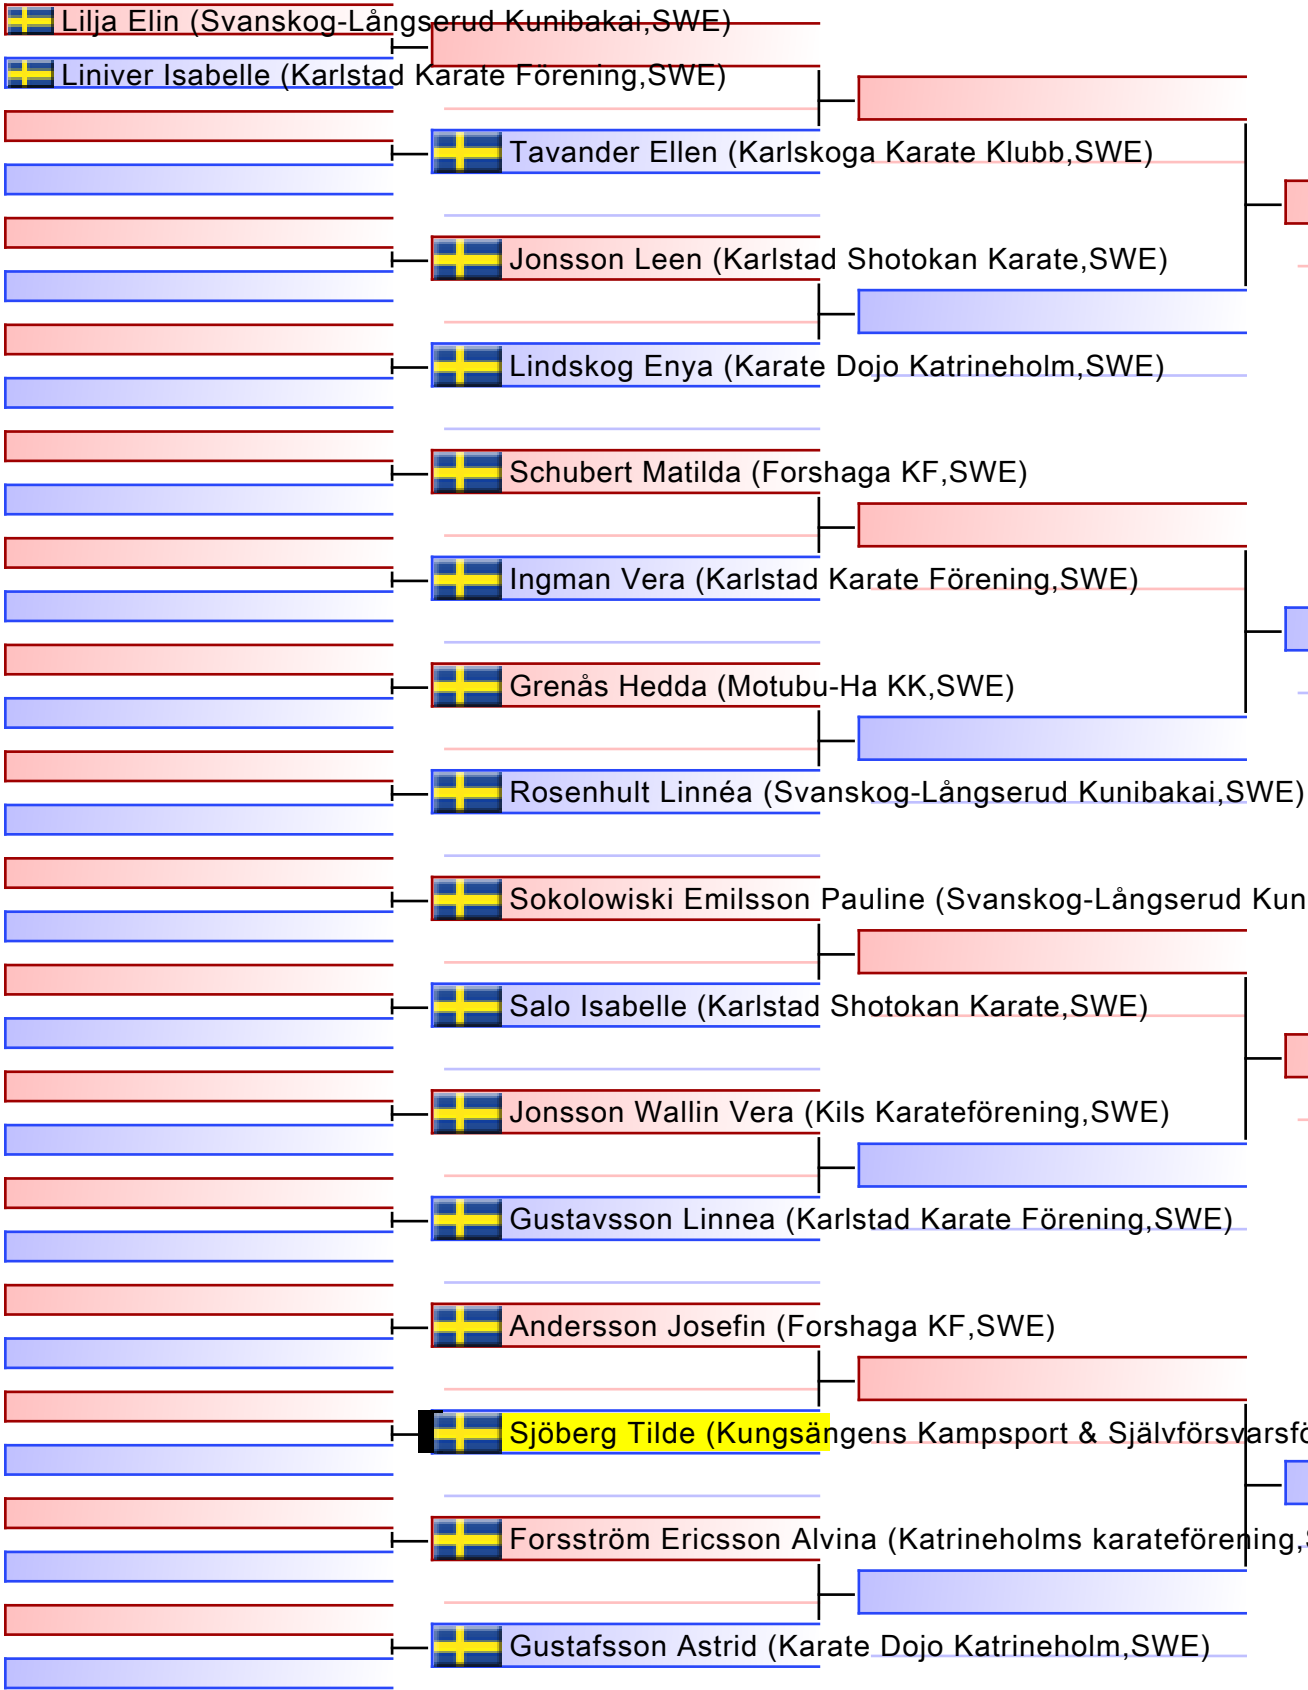 Lilja Elin (Svanskog-Långserud Kunibakai,SWE)
Liniver Isabelle (Karlstad Karate Förening,SWE)
Tavander Ellen (Karlskoga Karate Klubb,SWE)
Jonsson Leen (Karlstad Shotokan Karate,SWE)
Lindskog Enya (Karate Dojo Katrineholm,SWE)
Schubert Matilda (Forshaga KF,SWE)
Ingman Vera (Karlstad Karate Förening,SWE)
Grenås Hedda (Motubu-Ha KK,SWE)
Rosenhult Linnéa (Svanskog-Långserud Kunibakai,SWE)
Sokolowiski Emilsson Pauline (Svanskog-Långserud Kun
Salo Isabelle (Karlstad Shotokan Karate,SWE)
Jonsson Wallin Vera (Kils Karateförening,SWE)
Gustavsson Linnea (Karlstad Karate Förening,SWE)
Andersson Josefin (Forshaga KF,SWE)
Sjöberg Tilde (Kungsängens Kampsport & Självförsvarsfö
Forsström Ericsson Alvina (Katrineholms karateförening,S
Gustafsson Astrid (Karate Dojo Katrineholm,SWE)